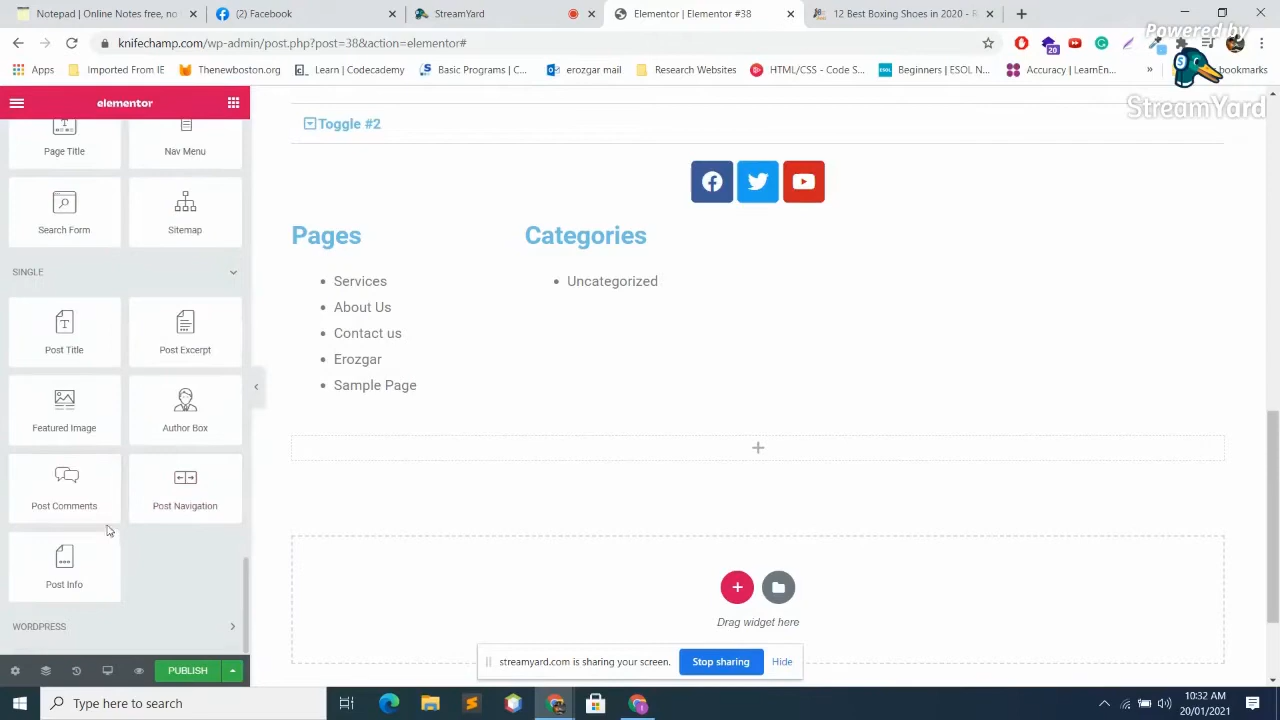 Notepad | Online notes free, no
(2) Facebook
StreamYard
Elementor | Elementor #38
12 Best Boxing Shoes in 2020 - R
knifechamp.com/wp-admin/post.php?post=38&action=elementor#
20
Powered by
StreamYard
Apps
Imported From IE
Thenewboston.org
Learn | Codecademy
Basic Programs | C...
erozgar mail
Research Websites
HTML/CSS - Code S...
Beginners | ESOL N...
Accuracy | LearnEn...
»
bookmarks
elementor
Page Title
Nav Menu
Search Form
Sitemap
SINGLE
Post Title
Post Excerpt
Featured Image
Author Box
Post Comments
Post Navigation
Post Info
WORDPRESS
PUBLISH
Toggle #2
Pages
Services
About Us
Contact us
Erozgar
Sample Page
Categories
Uncategorized
Drag widget here
streamyard.com is sharing your screen.
Stop sharing
Hide
Type here to search
10:32 AM
20/01/2021